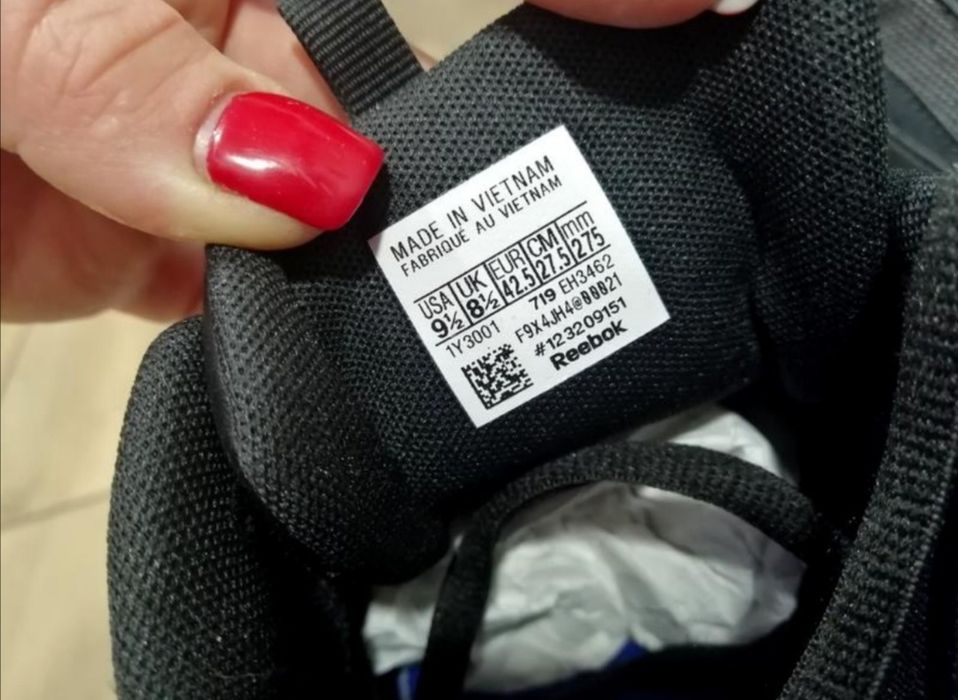 MADE IN VIETNAM
FABRIQUÉ AU VIETNAM
USA UK EUR CM mm
9½ 8½ 42.5 27.5 275
1Y3001 719 EH3462
F9X4JH4@00021
#123209151
Reebok